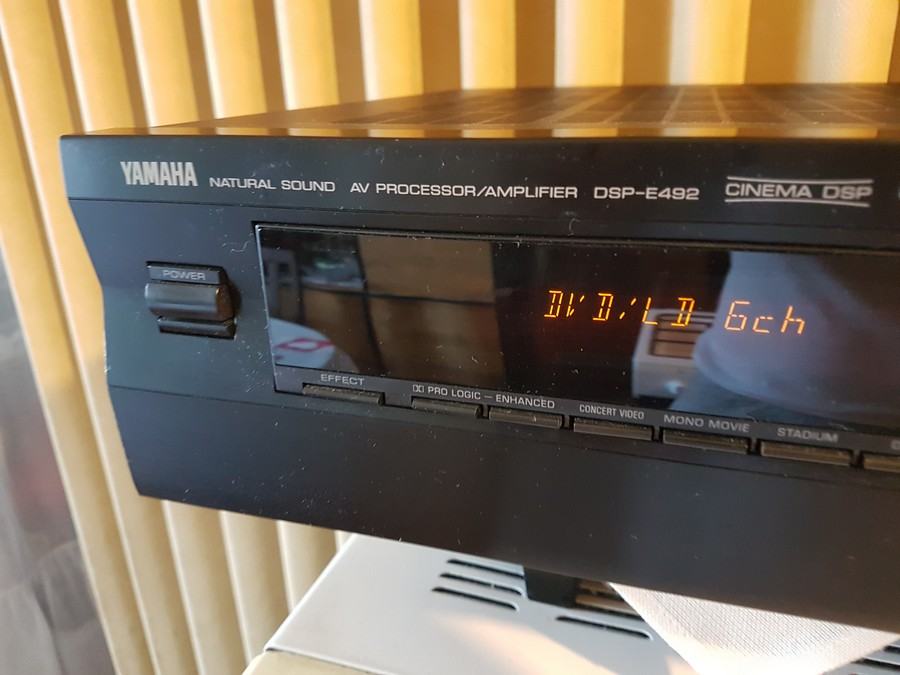 YAMAHA NATURAL SOUND AV PROCESSOR/AMPLIFIER DSP-E492 CINEMA DSP
POWER
DVD/LD 6ch
EFFECT
PRO LOGIC – ENHANCED
CONCERT VIDEO
MONO MOVIE
STADIUM